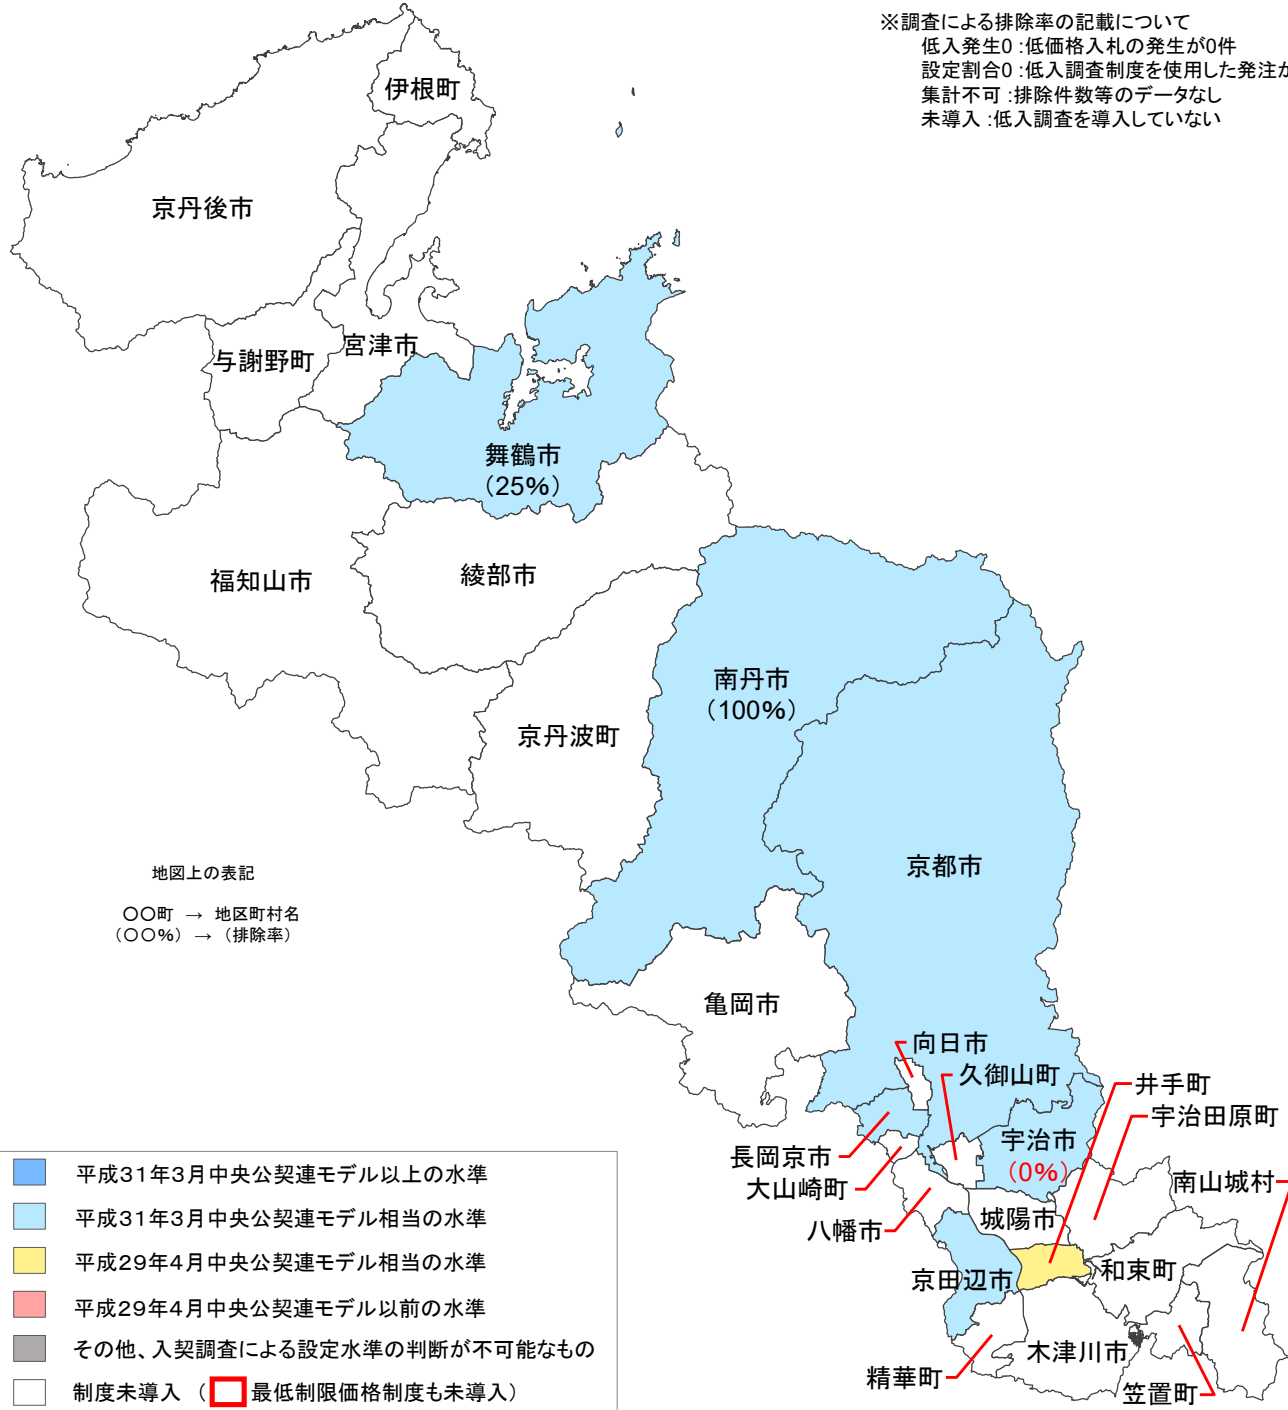 ※調査による排除率の記載について
低入発生0：低価格入札の発生が0件
設定割合0：低入調査制度を使用した発注が
集計不可：排除件数等のデータなし
未導入：低入調査を導入していない
伊根町
京丹後市
宮津市
与謝野町
舞鶴市
（25%）
福知山市
綾部市
南丹市
（100%）
京丹波町
京都市
地図上の表記
○○町 → 地区町村名
（○○%） → （排除率）
亀岡市
向日市
久御山町
井手町
宇治田原町
長岡京市
宇治市
（0%）
大山崎町
南山城村
八幡市
城陽市
京田辺市
和束町
木津川市
精華町
笠置町
平成31年3月中央公契連モデル以上の水準
平成31年3月中央公契連モデル相当の水準
平成29年4月中央公契連モデル相当の水準
平成29年4月中央公契連モデル以前の水準
その他、入契調査による設定水準の判断が不可能なもの
制度未導入 （ 最低制限価格制度も未導入）